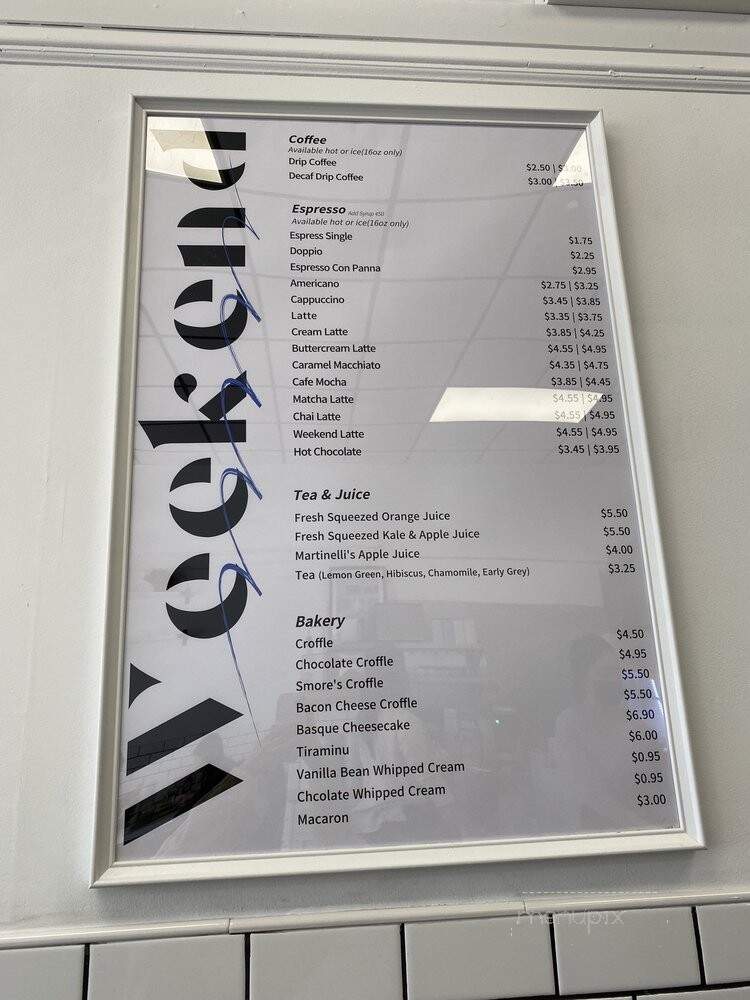 Weekend
Coffee
Available hot or ice(16oz only)
Drip Coffee $2.50 | $3.00
Decaf Drip Coffee $3.00 | $3.50
Espresso Add Syrup 450
Available hot or ice(16oz only)
Espress Single $1.75
Doppio $2.25
Espresso Con Panna $2.95
Americano $2.75 | $3.25
Cappuccino $3.45 | $3.85
Latte $3.35 | $3.75
Cream Latte $3.85 | $4.25
Buttercream Latte $4.55 | $4.95
Caramel Macchiato $4.35 | $4.75
Cafe Mocha $3.85 | $4.45
Matcha Latte $4.55 | $4.95
Chai Latte $4.55 | $4.95
Weekend Latte $4.55 | $4.95
Hot Chocolate $3.45 | $3.95
Tea & Juice
Fresh Squeezed Orange Juice $5.50
Fresh Squeezed Kale & Apple Juice $5.50
Martinelli's Apple Juice $4.00
Tea (Lemon Green, Hibiscus, Chamomile, Early Grey) $3.25
Bakery
Croffle $4.50
Chocolate Croffle $4.95
Smore's Croffle $5.50
Bacon Cheese Croffle $5.50
Basque Cheesecake $6.90
Tiraminu $6.00
Vanilla Bean Whipped Cream $0.95
Chcolate Whipped Cream $0.95
Macaron $3.00
menupix